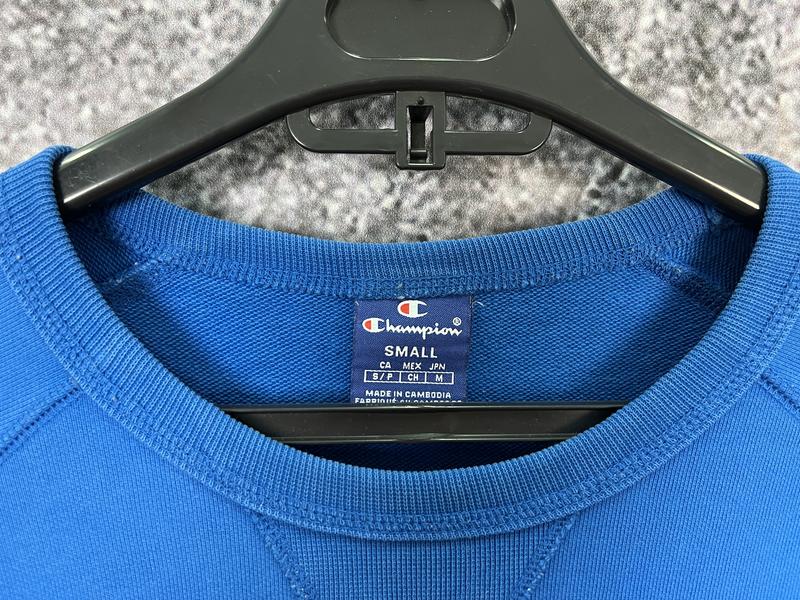 Champion®
SMALL
CA MEX JPN
S/P CH M
MADE IN CAMBODIA